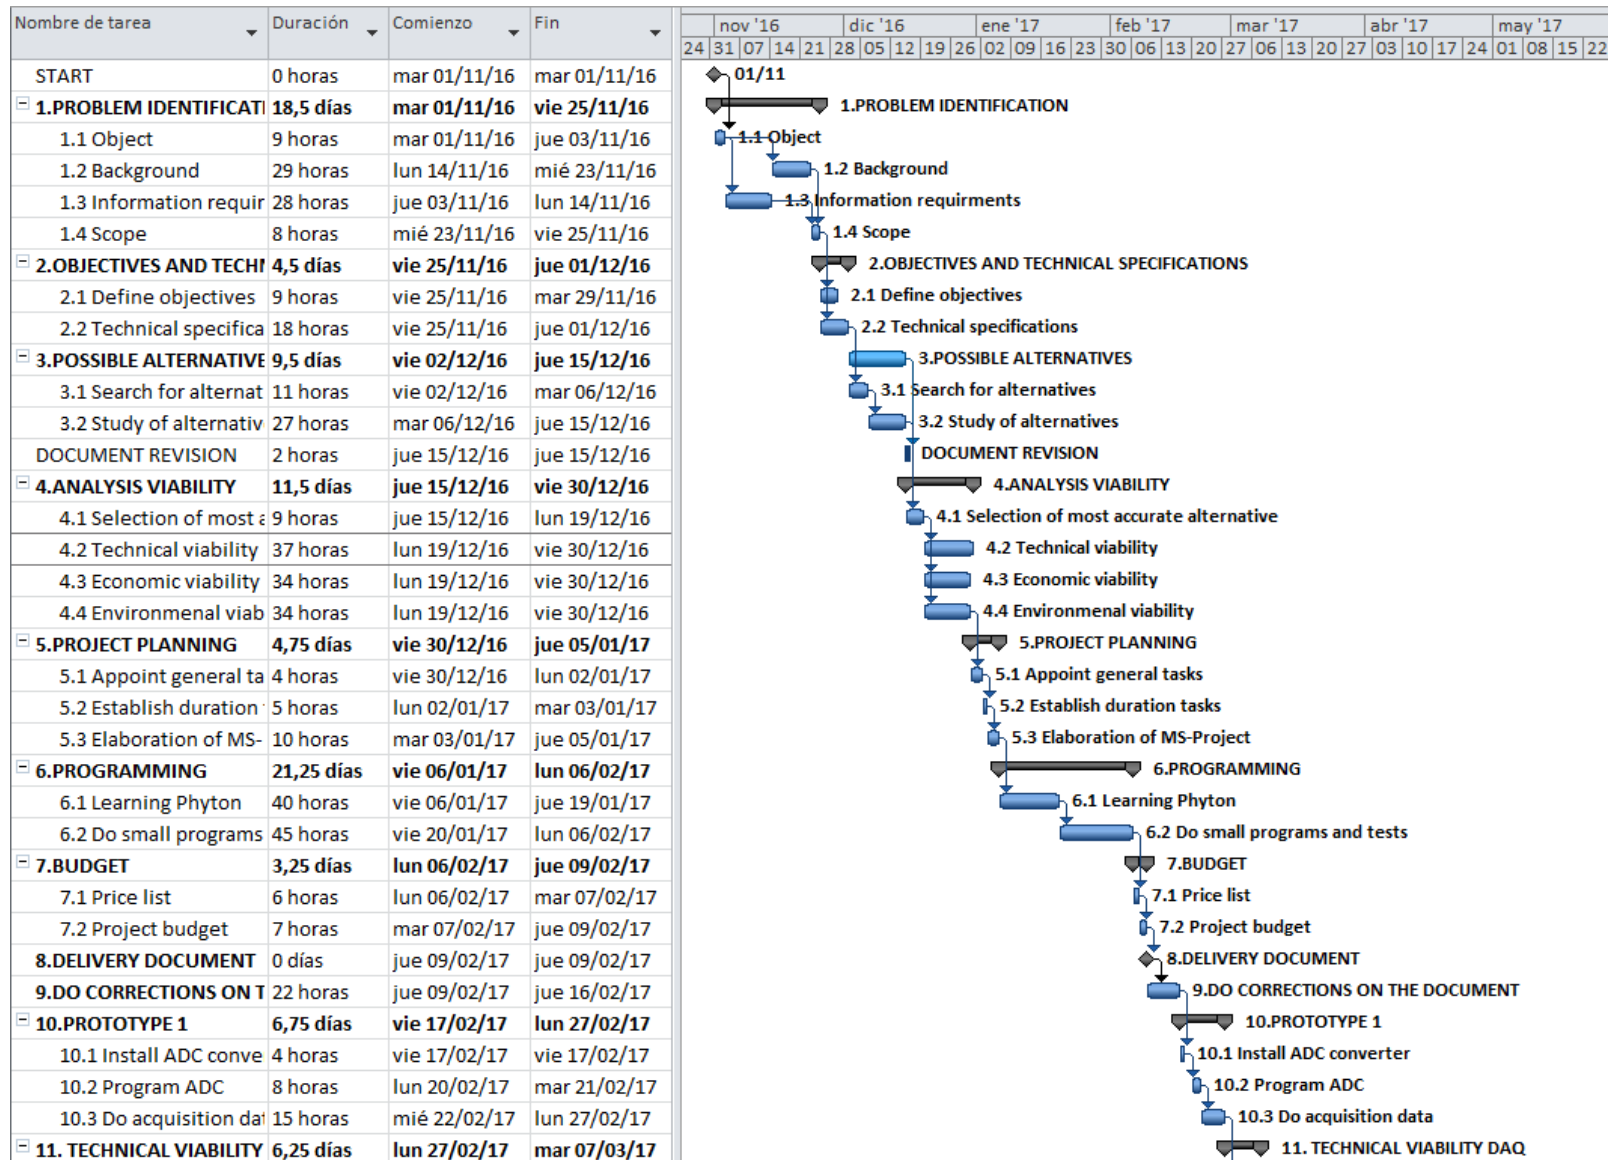 Nombre de tarea Duración Comienzo Fin nov '16 dic '16 ene '17 feb '17 mar '17 abr '17 may '17
24 31 07 14 21 28 05 12 19 26 02 09 16 23 30 06 13 20 27 06 13 20 27 03 10 17 24 01 08 15 22
START 0 horas mar 01/11/16 mar 01/11/16 01/11
1.PROBLEM IDENTIFICATI 18,5 días mar 01/11/16 vie 25/11/16 1.PROBLEM IDENTIFICATION
1.1 Object 9 horas mar 01/11/16 jue 03/11/16 1.1 Object
1.2 Background 29 horas lun 14/11/16 mié 23/11/16 1.2 Background
1.3 Information requir 28 horas jue 03/11/16 lun 14/11/16 1.3 Information requirments
1.4 Scope 8 horas mié 23/11/16 vie 25/11/16 1.4 Scope
2.OBJECTIVES AND TECHN 4,5 días vie 25/11/16 jue 01/12/16 2.OBJECTIVES AND TECHNICAL SPECIFICATIONS
2.1 Define objectives 9 horas vie 25/11/16 mar 29/11/16 2.1 Define objectives
2.2 Technical specifica 18 horas vie 25/11/16 jue 01/12/16 2.2 Technical specifications
3.POSSIBLE ALTERNATIVE 9,5 días vie 02/12/16 jue 15/12/16 3.POSSIBLE ALTERNATIVES
3.1 Search for alternat 11 horas vie 02/12/16 mar 06/12/16 3.1 Search for alternatives
3.2 Study of alternativ 27 horas mar 06/12/16 jue 15/12/16 3.2 Study of alternatives
DOCUMENT REVISION 2 horas jue 15/12/16 jue 15/12/16 DOCUMENT REVISION
4.ANALYSIS VIABILITY 11,5 días jue 15/12/16 vie 30/12/16 4.ANALYSIS VIABILITY
4.1 Selection of most a 9 horas jue 15/12/16 lun 19/12/16 4.1 Selection of most accurate alternative
4.2 Technical viability 37 horas lun 19/12/16 vie 30/12/16 4.2 Technical viability
4.3 Economic viability 34 horas lun 19/12/16 vie 30/12/16 4.3 Economic viability
4.4 Environmenal viab 34 horas lun 19/12/16 vie 30/12/16 4.4 Environmenal viability
5.PROJECT PLANNING 4,75 días vie 30/12/16 jue 05/01/17 5.PROJECT PLANNING
5.1 Appoint general ta 4 horas vie 30/12/16 lun 02/01/17 5.1 Appoint general tasks
5.2 Establish duration 5 horas lun 02/01/17 mar 03/01/17 5.2 Establish duration tasks
5.3 Elaboration of MS- 10 horas mar 03/01/17 jue 05/01/17 5.3 Elaboration of MS-Project
6.PROGRAMMING 21,25 días vie 06/01/17 lun 06/02/17 6.PROGRAMMING
6.1 Learning Phyton 40 horas vie 06/01/17 jue 19/01/17 6.1 Learning Phyton
6.2 Do small programs 45 horas vie 20/01/17 lun 06/02/17 6.2 Do small programs and tests
7.BUDGET 3,25 días lun 06/02/17 jue 09/02/17 7.BUDGET
7.1 Price list 6 horas lun 06/02/17 mar 07/02/17 7.1 Price list
7.2 Project budget 7 horas mar 07/02/17 jue 09/02/17 7.2 Project budget
8.DELIVERY DOCUMENT 0 días jue 09/02/17 jue 09/02/17 8.DELIVERY DOCUMENT
9.DO CORRECTIONS ON T 22 horas jue 09/02/17 jue 16/02/17 9.DO CORRECTIONS ON THE DOCUMENT
10.PROTOTYPE 1 6,75 días vie 17/02/17 lun 27/02/17 10.PROTOTYPE 1
10.1 Install ADC conve 4 horas vie 17/02/17 vie 17/02/17 10.1 Install ADC converter
10.2 Program ADC 8 horas lun 20/02/17 mar 21/02/17 10.2 Program ADC
10.3 Do acquisition dat 15 horas mié 22/02/17 lun 27/02/17 10.3 Do acquisition data
11. TECHNICAL VIABILITY 6,25 días lun 27/02/17 mar 07/03/17 11. TECHNICAL VIABILITY DAQ